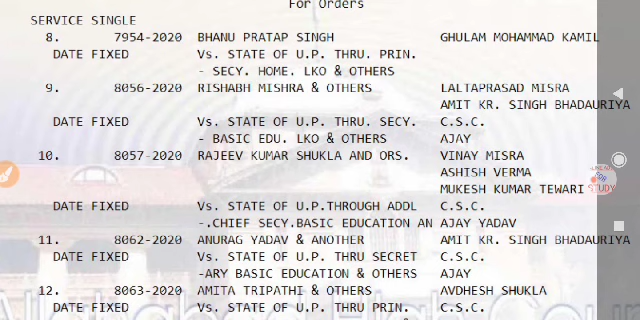 For Orders
SERVICE SINGLE
8. 7954-2020 BHANU PRATAP SINGH GHULAM MOHAMMAD KAMIL
DATE FIXED Vs. STATE OF U.P. THRU. PRIN.
- SECY. HOME. LKO & OTHERS
9. 8056-2020 RISHABH MISHRA & OTHERS LALTAPRASAD MISRA
AMIT KR. SINGH BHADAURIYA
DATE FIXED Vs. STATE OF U.P. THRU. SECY. C.S.C.
- BASIC EDU. LKO & OTHERS AJAY
10. 8057-2020 RAJEEV KUMAR SHUKLA AND ORS. VINAY MISRA
ASHISH VERMA
MUKESH KUMAR TEWARI
FOR
STUDY
DATE FIXED Vs. STATE OF U.P.THROUGH ADDL C.S.C.
-.CHIEF SECY.BASIC EDUCATION AN AJAY YADAV
11. 8062-2020 ANURAG YADAV & ANOTHER AMIT KR. SINGH BHADAURIYA
DATE FIXED Vs. STATE OF U.P. THRU SECRET C.S.C.
-ARY BASIC EDUCATION & OTHERS AJAY
12. 8063-2020 AMITA TRIPATHI & OTHERS AVDHESH SHUKLA
DATE FIXED Vs. STATE OF U.P. THRU PRIN. C.S.C.